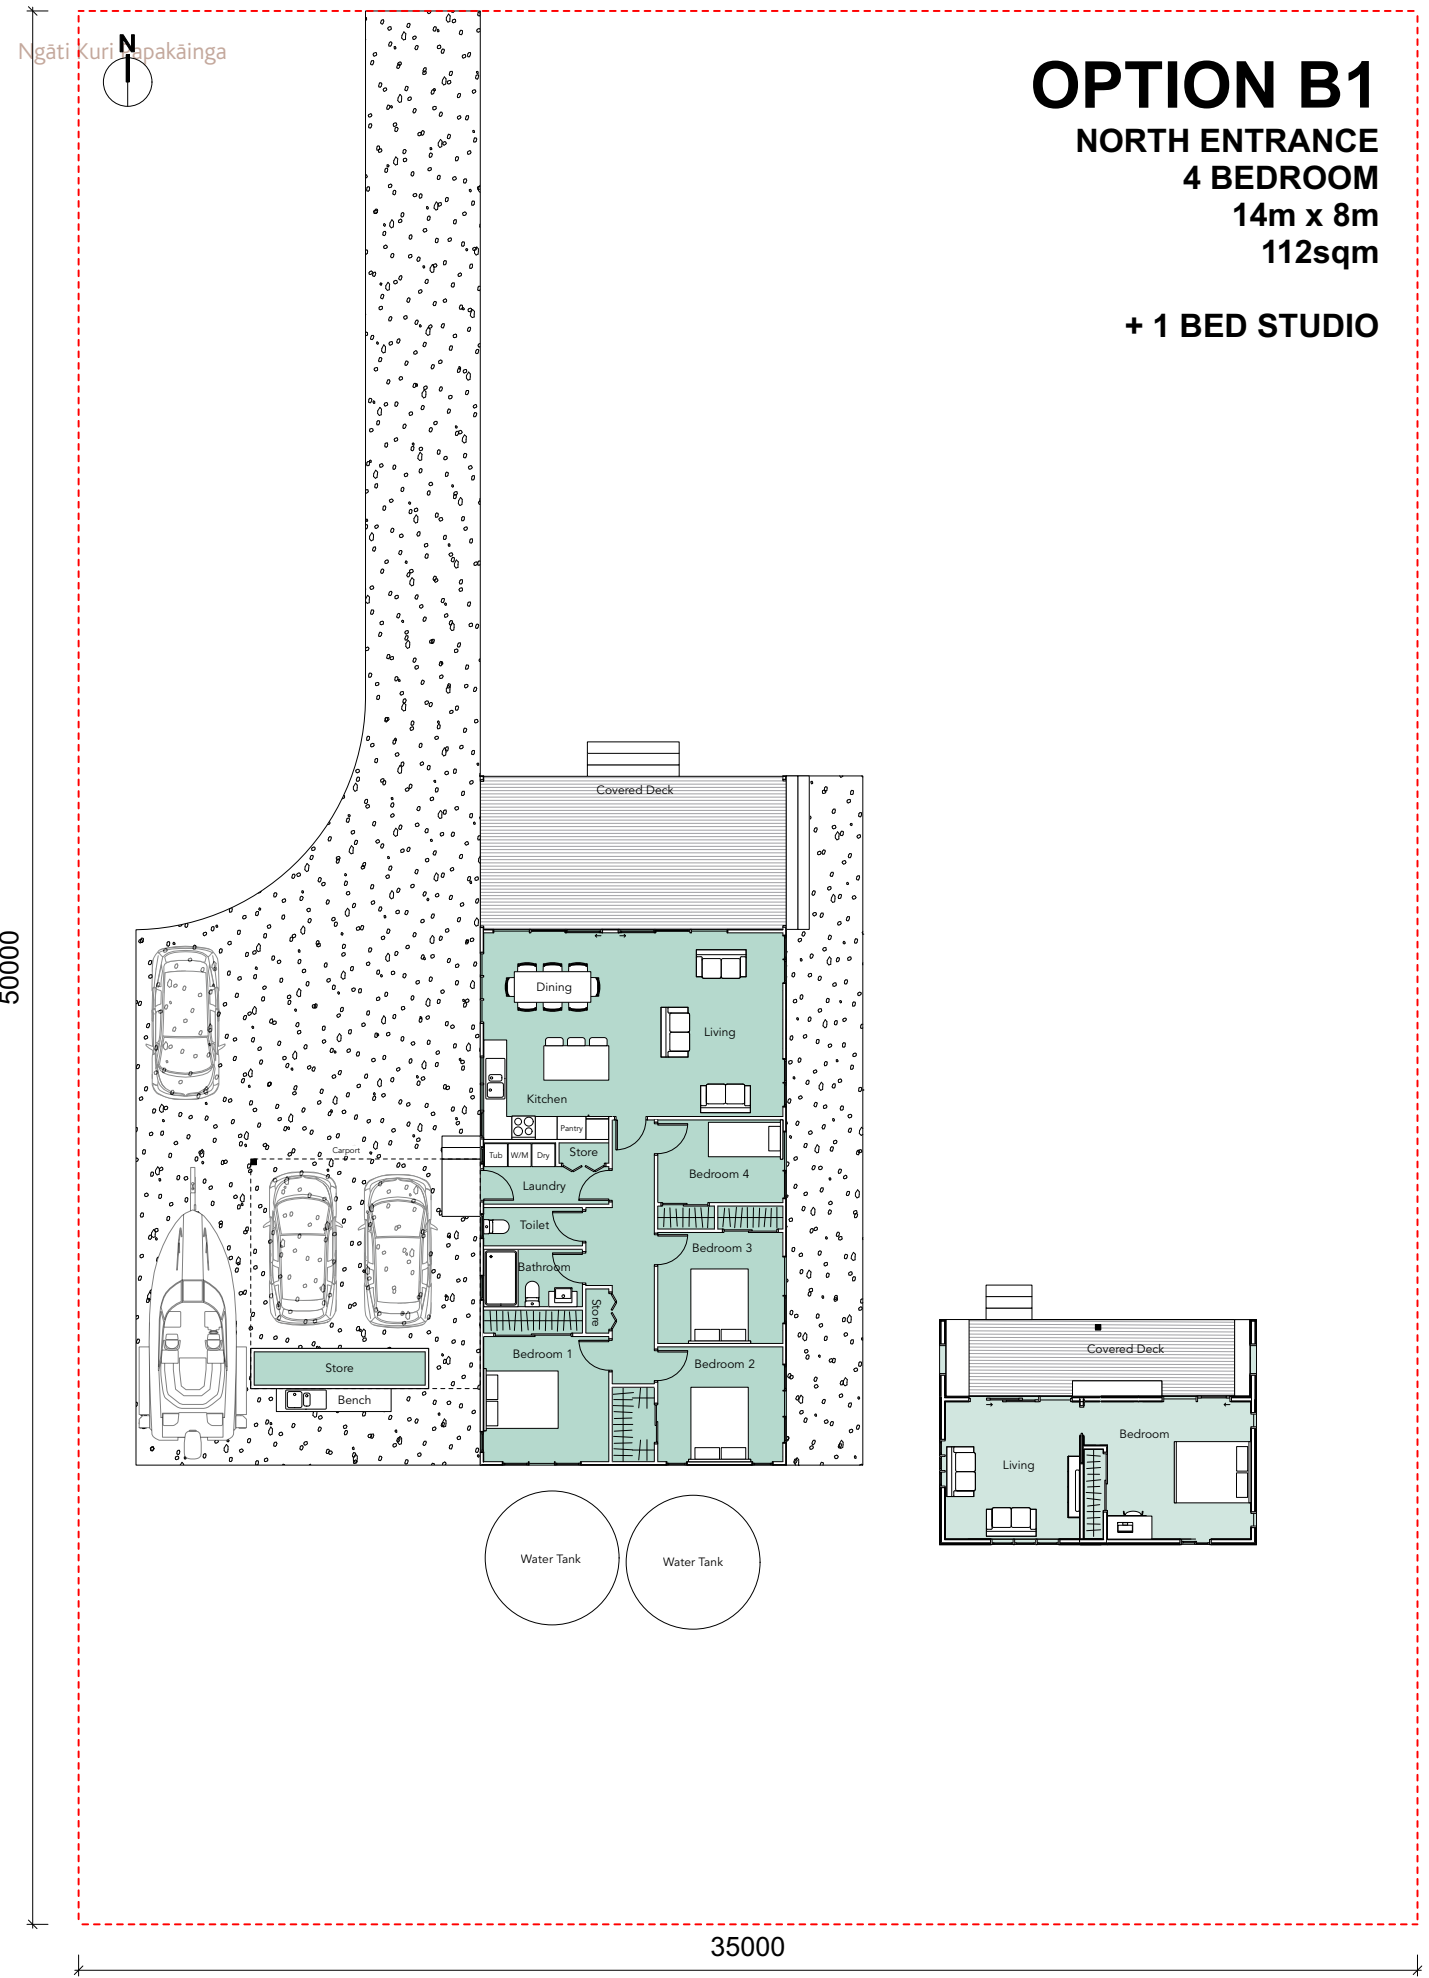 Ngāti Kuri Papakāinga
N
OPTION B1
NORTH ENTRANCE
4 BEDROOM
14m x 8m
112sqm
+ 1 BED STUDIO
50000
Covered Deck
Dining
Living
Kitchen
Pantry
Carport
Tub
W/M
Dry
Store
Laundry
Bedroom 4
Toilet
Bedroom 3
Bathroom
Store
Bedroom 1
Bedroom 2
Store
Bench
Covered Deck
Bedroom
Living
Water Tank
Water Tank
35000